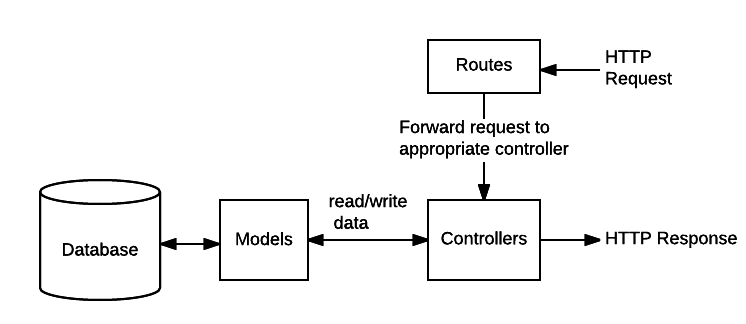 Routes
HTTP
Request
Forward request to
appropriate controller
read/write
data
Database
Models
Controllers
HTTP Response